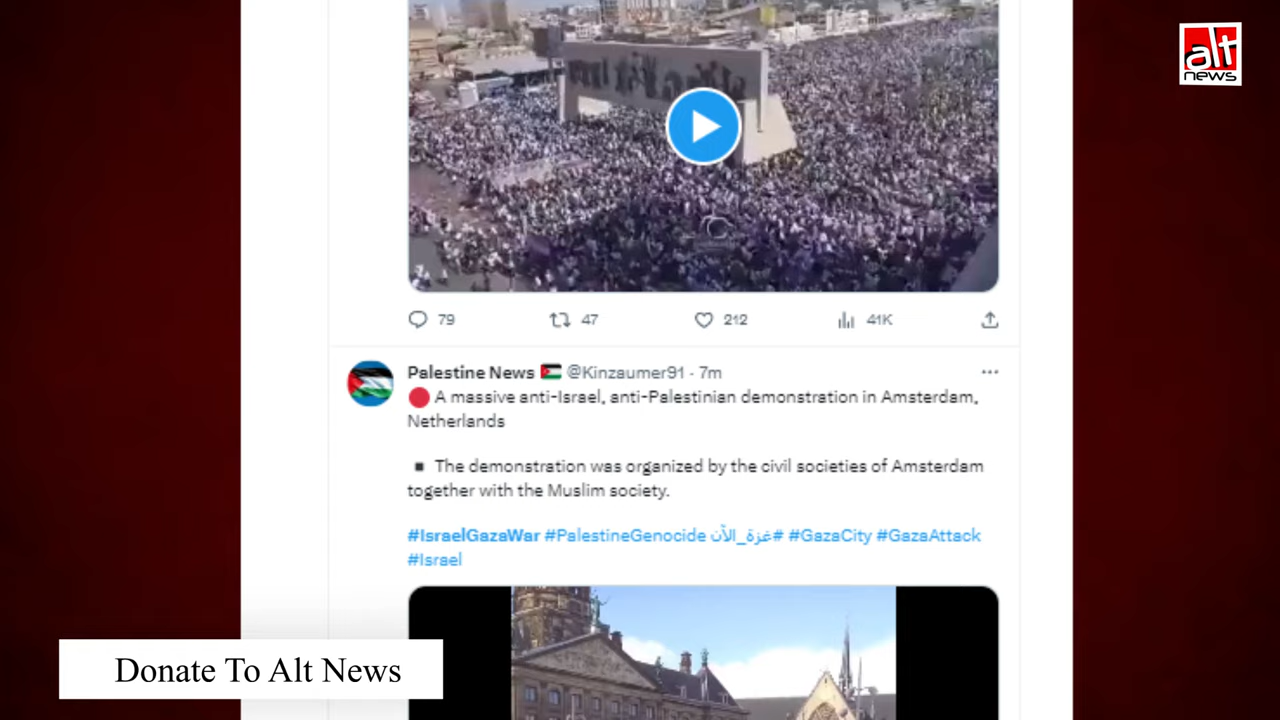 alt
news
79 47 212 41K
Palestine News @Kinzaumer91 · 7m
A massive anti-Israel, anti-Palestinian demonstration in Amsterdam,
Netherlands
▪ The demonstration was organized by the civil societies of Amsterdam
together with the Muslim society.
#IsraelGazaWar #PalestineGenocide #غزة_الآن #GazaCity #GazaAttack
#Israel
Donate To Alt News